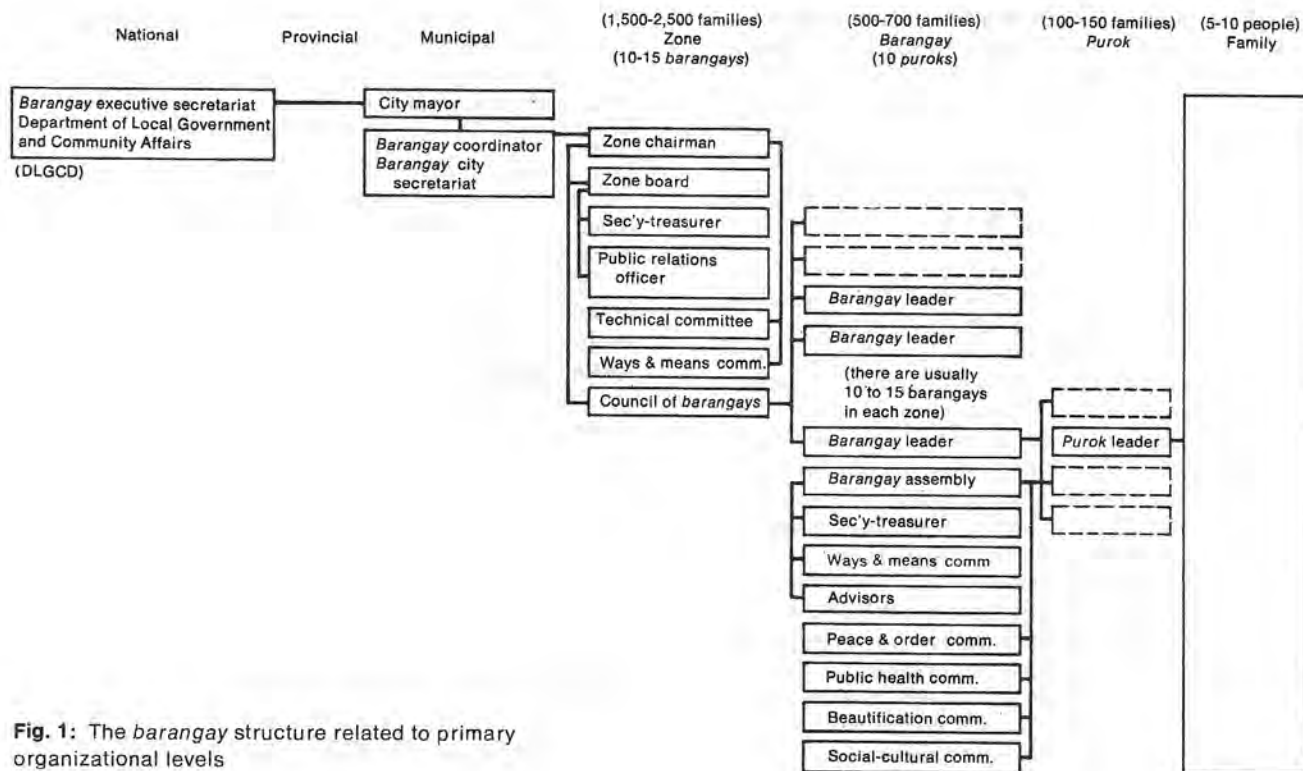 National
Provincial
Municipal
(1,500-2,500 families)
Zone
(10-15 barangays)
(500-700 families)
Barangay
(10 puroks)
(100-150 families)
Purok
(5-10 people)
Family
Barangay executive secretariat
Department of Local Government
and Community Affairs
(DLGCD)
City mayor
Barangay coordinator
Barangay city
secretariat
Zone chairman
Zone board
Sec'y-treasurer
Public relations
officer
Technical committee
Ways & means comm.
Council of barangays
Barangay leader
Barangay leader
(there are usually
10 to 15 barangays
in each zone)
Barangay leader
Barangay assembly
Sec'y-treasurer
Ways & means comm
Advisors
Peace & order comm.
Public health comm.
Beautification comm.
Social-cultural comm.
Purok leader
Fig. 1: The barangay structure related to primary
organizational levels